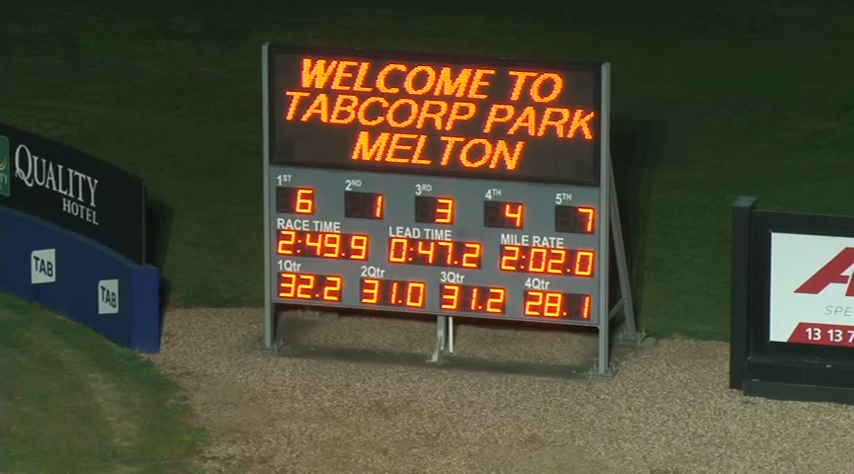 WELCOME TO
TABCORP PARK
MELTON
1ST 2ND 3RD 4TH 5TH
6 1 3 4 7
RACE TIME LEAD TIME MILE RATE
2:49.9 0:47.2 2:02.0
1Qtr 2Qtr 3Qtr 4Qtr
32.2 31.0 31.2 28.1
QUALITY
HOTEL
TAB
TAB
SPE
13 13 7